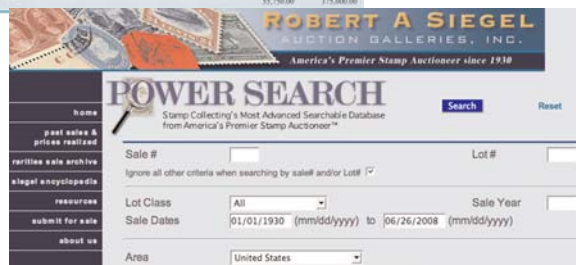 55,750.00 175,000.00
ROBERT A SIEGEL
AUCTION GALLERIES, INC.
America's Premier Stamp Auctioneer since 1930
POWER SEARCH
Stamp Collecting's Most Advanced Searchable Database
from America's Premier Stamp Auctioneer™
Search
Reset
home
past sales &
prices realized
rarities sale archive
siegel encyclopedia
resources
submit for sale
about us
Sale #
Lot #
Ignore all other criteria when searching by sale# and/or Lot#
Lot Class All Sale Year
Sale Dates 01/01/1930 (mm/dd/yyyy) to 06/26/2008 (mm/dd/yyyy)
Area United States